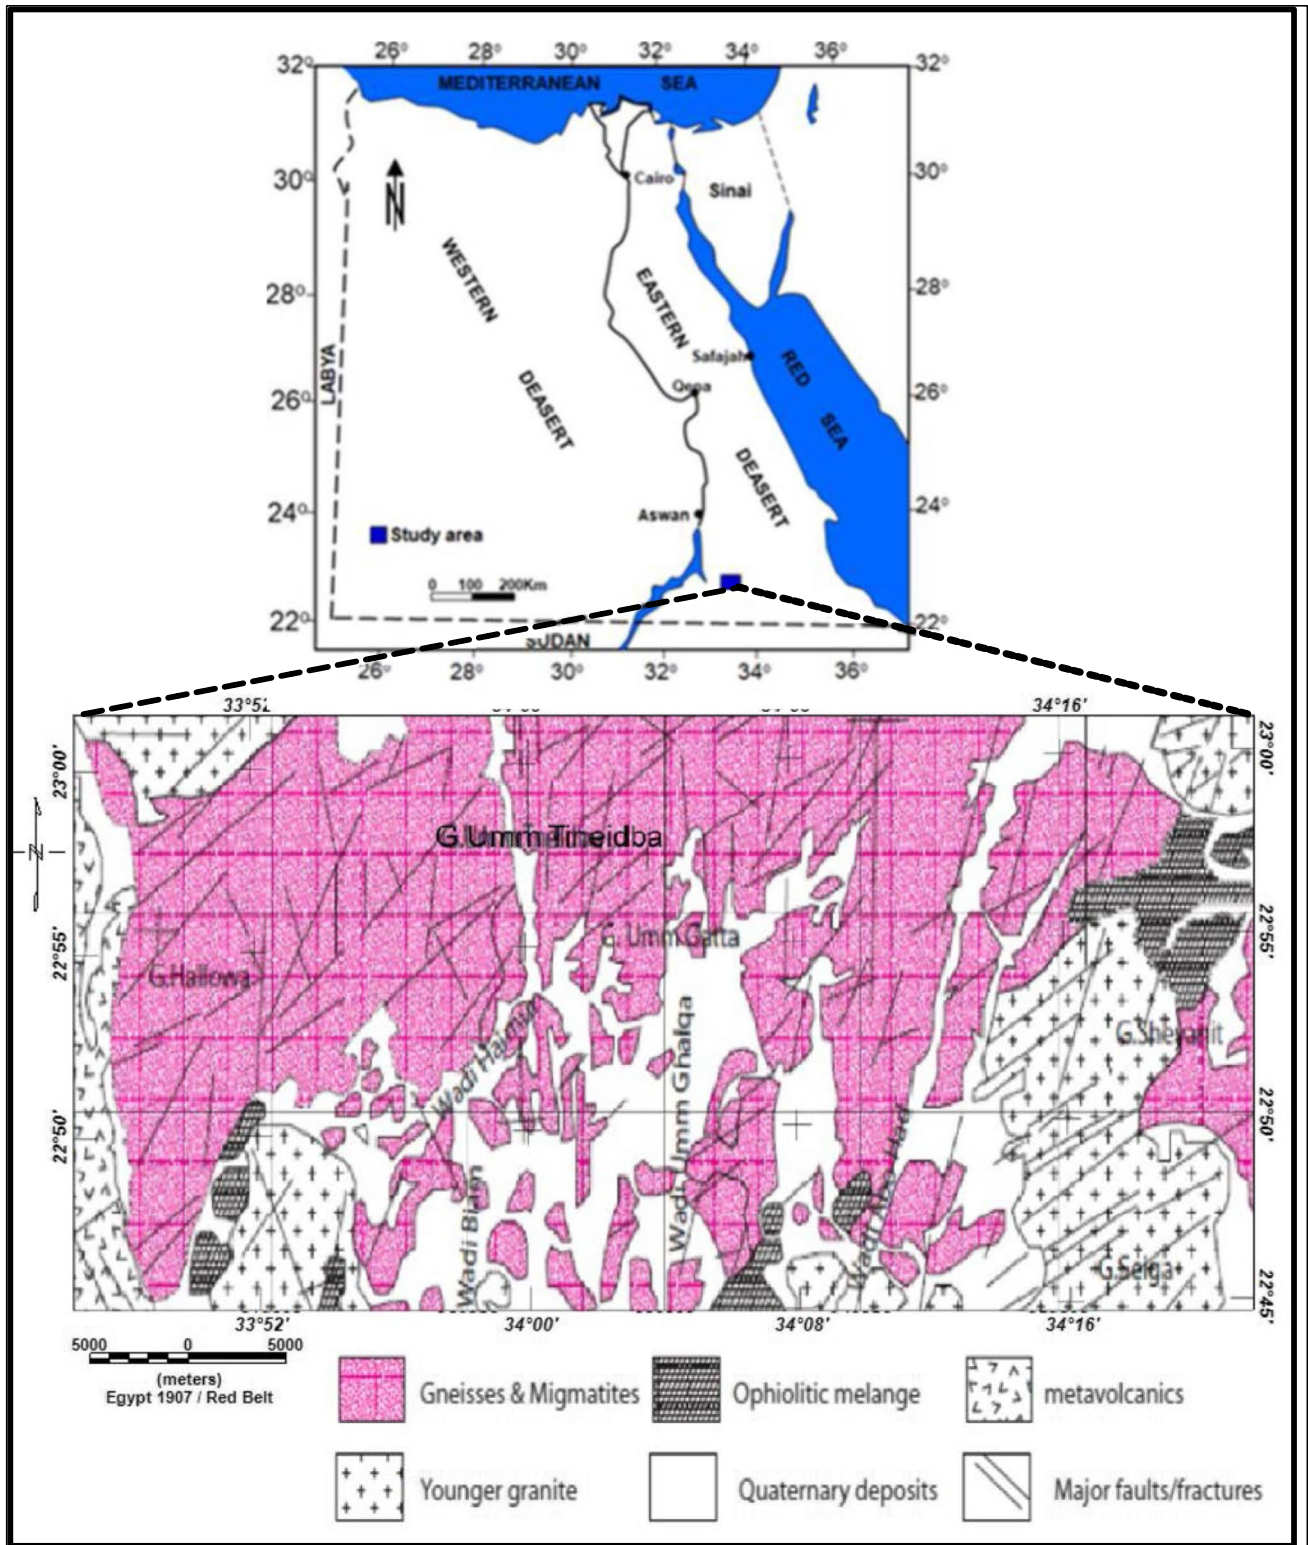 26° 28° 30° 32° 34° 36°
32° 32°
MEDITERRANEAN SEA
30° 30°
Cairo
Sinai
N
WESTERN
DEASERT
EASTERN
DEASERT
28° 28°
Safajah
RED
SEA
LABYA
Qena
26° 26°
24° 24°
Aswan
Study area
0 100 200Km
22° 22°
SUDAN
26° 28° 30° 32° 34° 36°
34°16'
23°00' 23°00'
22°55' 22°55'
22°50' 22°50'
22°45'
N
G. Umm Gatta
G.Hallowa
Wadi Haimur
Wadi Umm Ghalqa
G.Seiga
33°52' 34°00' 34°08' 34°16'
5000 0 5000
(meters)
Egypt 1907 / Red Belt
Gneisses & Migmatites
Ophiolitic melange
metavolcanics
Younger granite
Quaternary deposits
Major faults/fractures